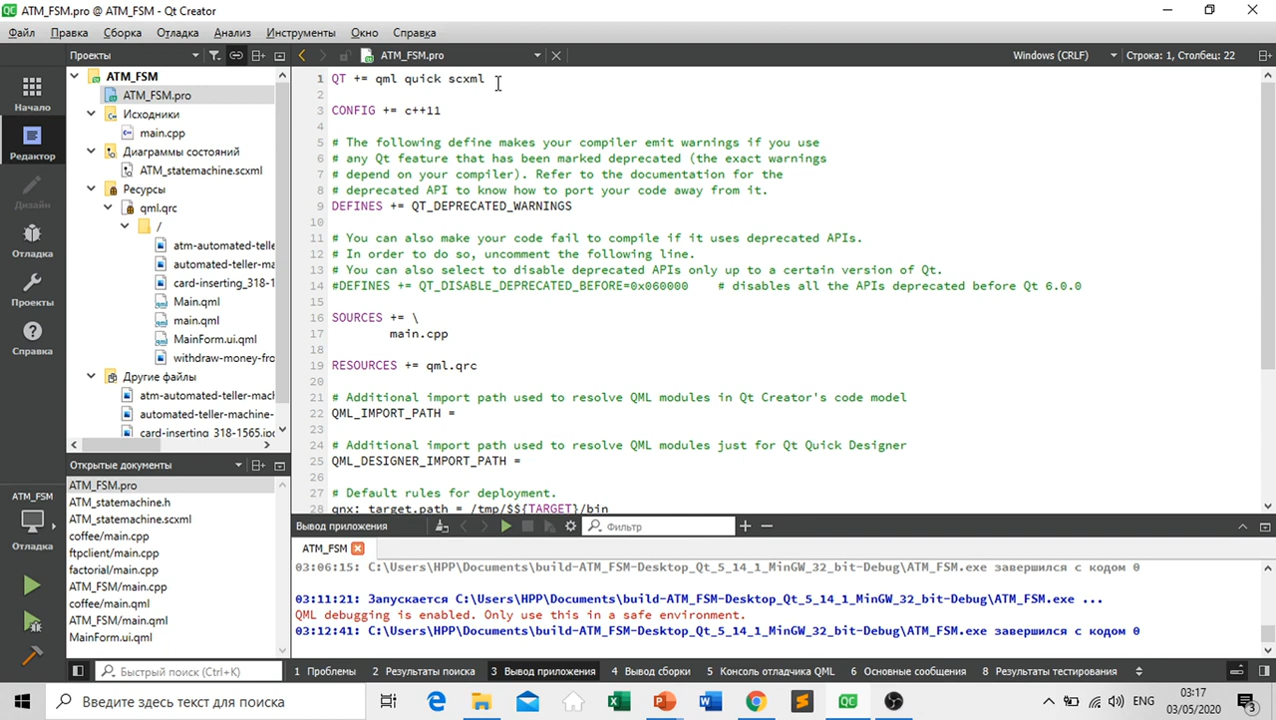 QC ATM_FSM.pro @ ATM_FSM - Qt Creator
Файл Правка Сборка Отладка Анализ Инструменты Окно Справка
Проекты
ATM_FSM.pro
Windows (CRLF)
Строка: 1, Столбец: 22
Начало
Редактор
Дизайн
Отладка
Проекты
Справка
ATM_FSM
ATM_FSM.pro
Исходники
main.cpp
Диаграммы состояний
ATM_statemachine.scxml
Ресурсы
qml.qrc
/
atm-automated-telle
automated-teller-ma
card-inserting_318-1
Main.qml
main.qml
MainForm.ui.qml
withdraw-money-fro
Другие файлы
atm-automated-teller-mach
automated-teller-machine-
card-inserting 318-1565.jpg
1 QT += qml quick scxml
2
3 CONFIG += c++11
4
5 # The following define makes your compiler emit warnings if you use
6 # any Qt feature that has been marked deprecated (the exact warnings
7 # depend on your compiler). Refer to the documentation for the
8 # deprecated API to know how to port your code away from it.
9 DEFINES += QT_DEPRECATED_WARNINGS
10
11 # You can also make your code fail to compile if it uses deprecated APIs.
12 # In order to do so, uncomment the following line.
13 # You can also select to disable deprecated APIs only up to a certain version of Qt.
14 #DEFINES += QT_DISABLE_DEPRECATED_BEFORE=0x060000 # disables all the APIs deprecated before Qt 6.0.0
15
16 SOURCES += \
17 main.cpp
18
19 RESOURCES += qml.qrc
20
21 # Additional import path used to resolve QML modules in Qt Creator's code model
22 QML_IMPORT_PATH =
23
24 # Additional import path used to resolve QML modules just for Qt Quick Designer
25 QML_DESIGNER_IMPORT_PATH =
26
27 # Default rules for deployment.
28 qnx: target.path = /tmp/$${TARGET}/bin
Открытые документы
ATM_FSM.pro
ATM_statemachine.h
ATM_statemachine.scxml
coffee/main.cpp
ftpclient/main.cpp
factorial/main.cpp
ATM_FSM/main.cpp
coffee/main.qml
ATM_FSM/main.qml
MainForm.ui.qml
ATM_FSM
Отладка
Вывод приложения
Фильтр
ATM_FSM
03:06:15: C:\Users\HPP\Documents\build-ATM_FSM-Desktop_Qt_5_14_1_MinGW_32_bit-Debug\ATM_FSM.exe завершился с кодом 0
03:11:21: Запускается C:\Users\HPP\Documents\build-ATM_FSM-Desktop_Qt_5_14_1_MinGW_32_bit-Debug\ATM_FSM.exe ...
QML debugging is enabled. Only use this in a safe environment.
03:12:41: C:\Users\HPP\Documents\build-ATM_FSM-Desktop_Qt_5_14_1_MinGW_32_bit-Debug\ATM_FSM.exe завершился с кодом 0
Быстрый поиск (Ctrl+K)
1 Проблемы 2 Результаты поиска 3 Вывод приложения 4 Вывод сборки 5 Консоль отладчика QML 6 Основные сообщения 8 Результаты тестирования
Введите здесь текст для поиска
QC
ENG
03:17
03/05/2020
3